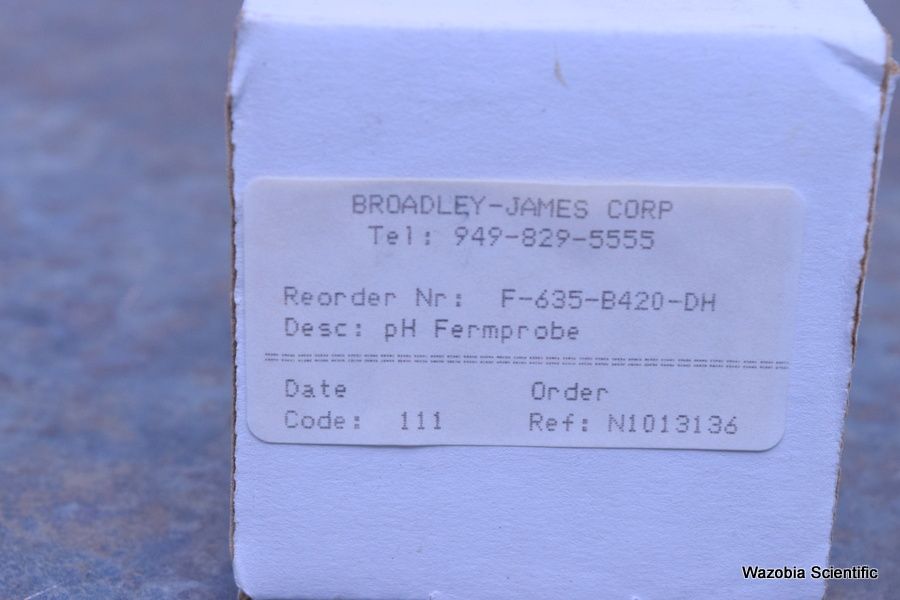 BROADLEY-JAMES CORP
Tel: 949-829-5555
Reorder Nr: F-635-B420-DH
Desc: pH Fermprobe
Date Order
Code: 111 Ref: N1013136
Wazobia Scientific